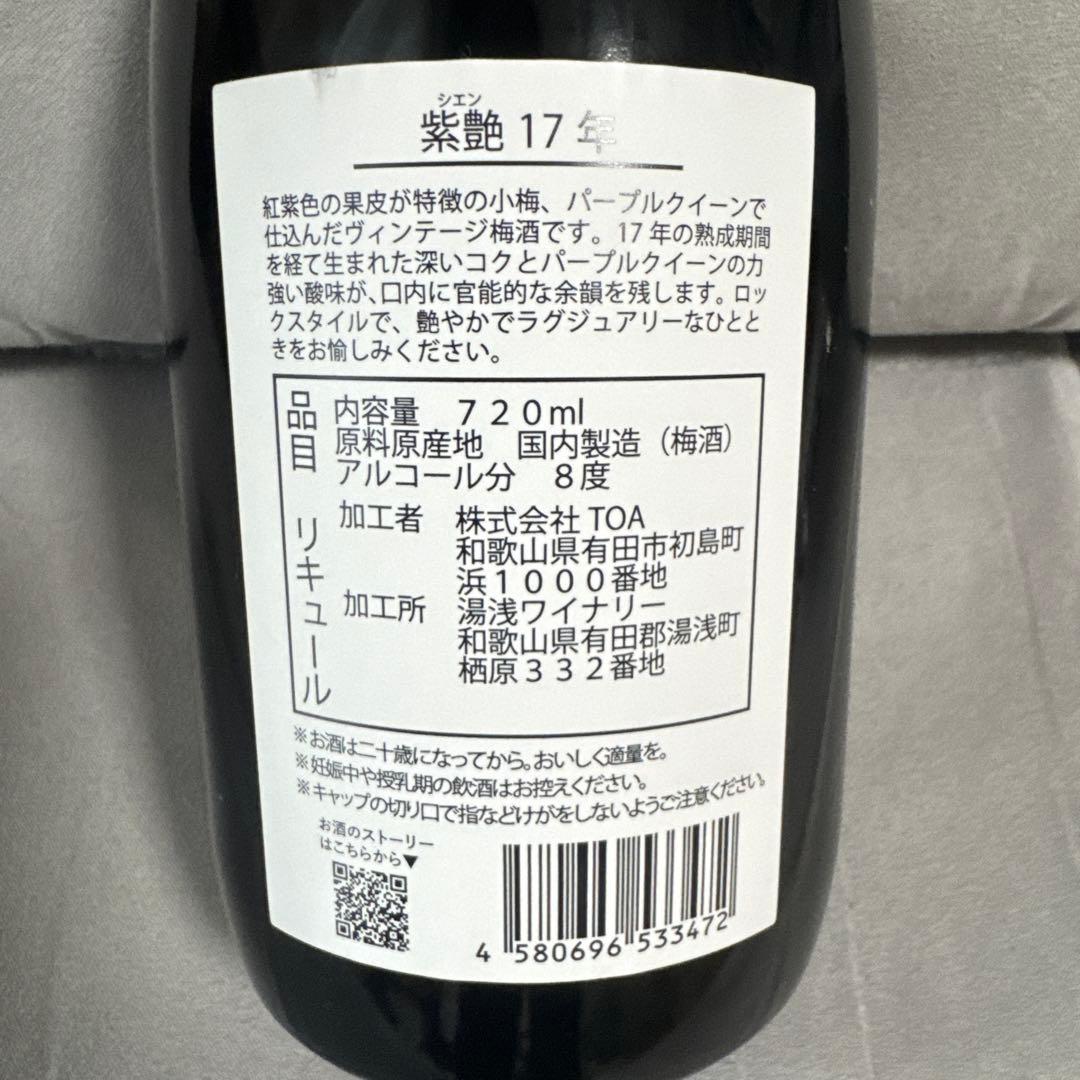 シエン
紫艶 17 年
紅紫色の果皮が特徴の小梅、パープルクイーンで
仕込んだヴィンテージ梅酒です。17 年の熟成期間
を経て生まれた深いコクとパープルクイーンの力
強い酸味が、口内に官能的な余韻を残します。ロッ
クスタイルで、艶やかでラグジュアリーなひとと
きをお愉しみください。
品目 リキュール
内容量 720ml
原料原産地 国内製造（梅酒）
アルコール分 8度
加工者 株式会社 TOA
和歌山県有田市初島町
浜1000番地
加工所 湯浅ワイナリー
和歌山県有田郡湯浅町
栖原332番地
※お酒は二十歳になってから。おいしく適量を。
※妊娠中や授乳期の飲酒はお控えください。
※キャップの切り口で指などけがをしないようご注意ください。
お酒のストーリー
はこちらから▼
4 580696 533472